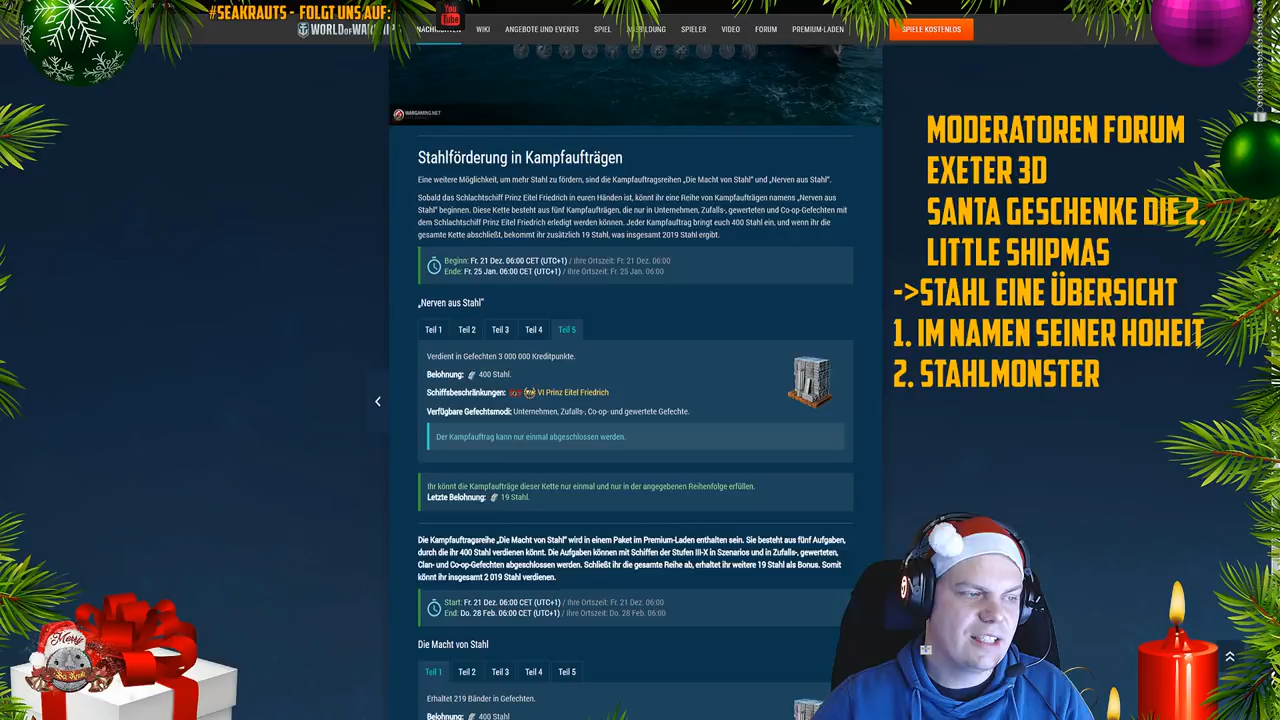 #SEAKRAUTS - FOLGT UNS AUF:
You Tube
WORLD OF WARSHI
NACHRICHTEN WIKI ANGEBOTE UND EVENTS SPIEL AUSBILDUNG SPIELER VIDEO FORUM PREMIUM-LADEN SPIELE KOSTENLOS
WARGAMING.NET
Stahlförderung in Kampfaufträgen
Eine weitere Möglichkeit, um mehr Stahl zu fördern, sind die Kampfauftragsreihen „Die Macht von Stahl“ und „Nerven aus Stahl“.
Sobald das Schlachtschiff Prinz Eitel Friedrich in euren Händen ist, könnt ihr eine Reihe von Kampfaufträgen namens „Nerven aus
Stahl“ beginnen. Diese Kette besteht aus fünf Kampfaufträgen, die nur in Unternehmen, Zufalls-, gewerteten und Co-op-Gefechten mit
dem Schlachtschiff Prinz Eitel Friedrich erledigt werden können. Jeder Kampfauftrag bringt euch 400 Stahl ein, und wenn ihr die
gesamte Kette abschließt, bekommt ihr zusätzlich 19 Stahl, was insgesamt 2019 Stahl ergibt.
Beginn: Fr. 21 Dez. 06:00 CET (UTC+1) / Ihre Ortszeit: Fr. 21 Dez. 06:00
Ende: Fr. 25 Jan. 06:00 CET (UTC+1) / Ihre Ortszeit: Fr. 25 Jan. 06:00
„Nerven aus Stahl“
Teil 1 Teil 2 Teil 3 Teil 4 Teil 5
Verdient in Gefechten 3 000 000 Kreditpunkte.
Belohnung: 400 Stahl.
Schiffsbeschränkungen: VI Prinz Eitel Friedrich
Verfügbare Gefechtsmodi: Unternehmen, Zufalls-, Co-op- und gewertete Gefechte.
Der Kampfauftrag kann nur einmal abgeschlossen werden.
Ihr könnt die Kampfaufträge dieser Kette nur einmal und nur in der angegebenen Reihenfolge erfüllen.
Letzte Belohnung: 19 Stahl.
Die Kampfauftragsreihe „Die Macht von Stahl“ wird in einem Paket im Premium-Laden enthalten sein. Sie besteht aus fünf Aufgaben,
durch die ihr 400 Stahl verdienen könnt. Die Aufgaben können mit Schiffen der Stufen III-X in Szenarios und in Zufalls-, gewerteten,
Clan- und Co-op-Gefechten abgeschlossen werden. Schließt ihr die gesamte Reihe ab, erhaltet ihr weitere 19 Stahl als Bonus. Somit
könnt ihr insgesamt 2 019 Stahl verdienen.
Start: Fr. 21 Dez. 06:00 CET (UTC+1) / Ihre Ortszeit: Fr. 21 Dez. 06:00
End: Do. 28 Feb. 06:00 CET (UTC+1) / Ihre Ortszeit: Do. 28 Feb. 06:00
Die Macht von Stahl
Teil 1 Teil 2 Teil 3 Teil 4 Teil 5
Erhaltet 219 Bänder in Gefechten.
Belohnung: 400 Stahl
MODERATOREN FORUM
EXETER 3D
SANTA GESCHENKE DIE 2.
LITTLE SHIPMAS
->STAHL EINE ÜBERSICHT
1. IM NAMEN SEINER HOHEIT
2. STAHLMONSTER
Merry